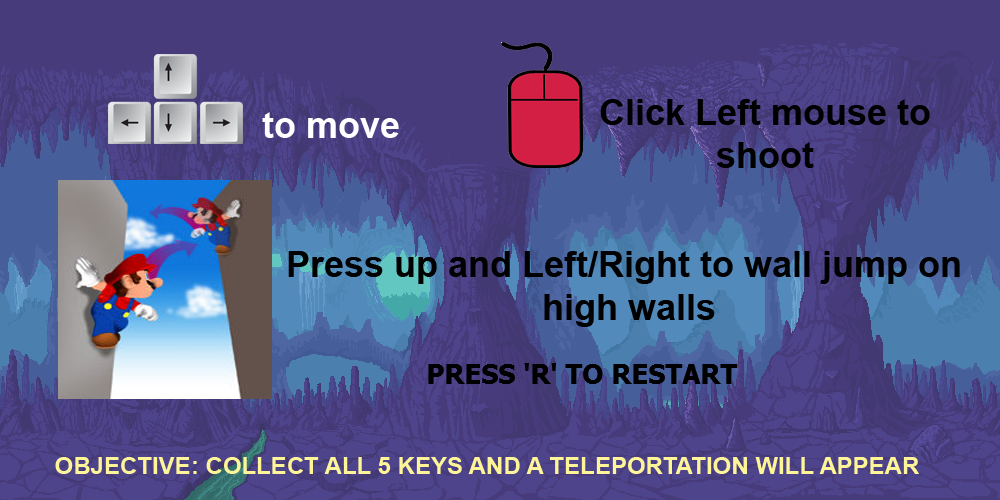 to move
Click Left mouse to
shoot
Press up and Left/Right to wall jump on
high walls
PRESS 'R' TO RESTART
OBJECTIVE: COLLECT ALL 5 KEYS AND A TELEPORTATION WILL APPEAR